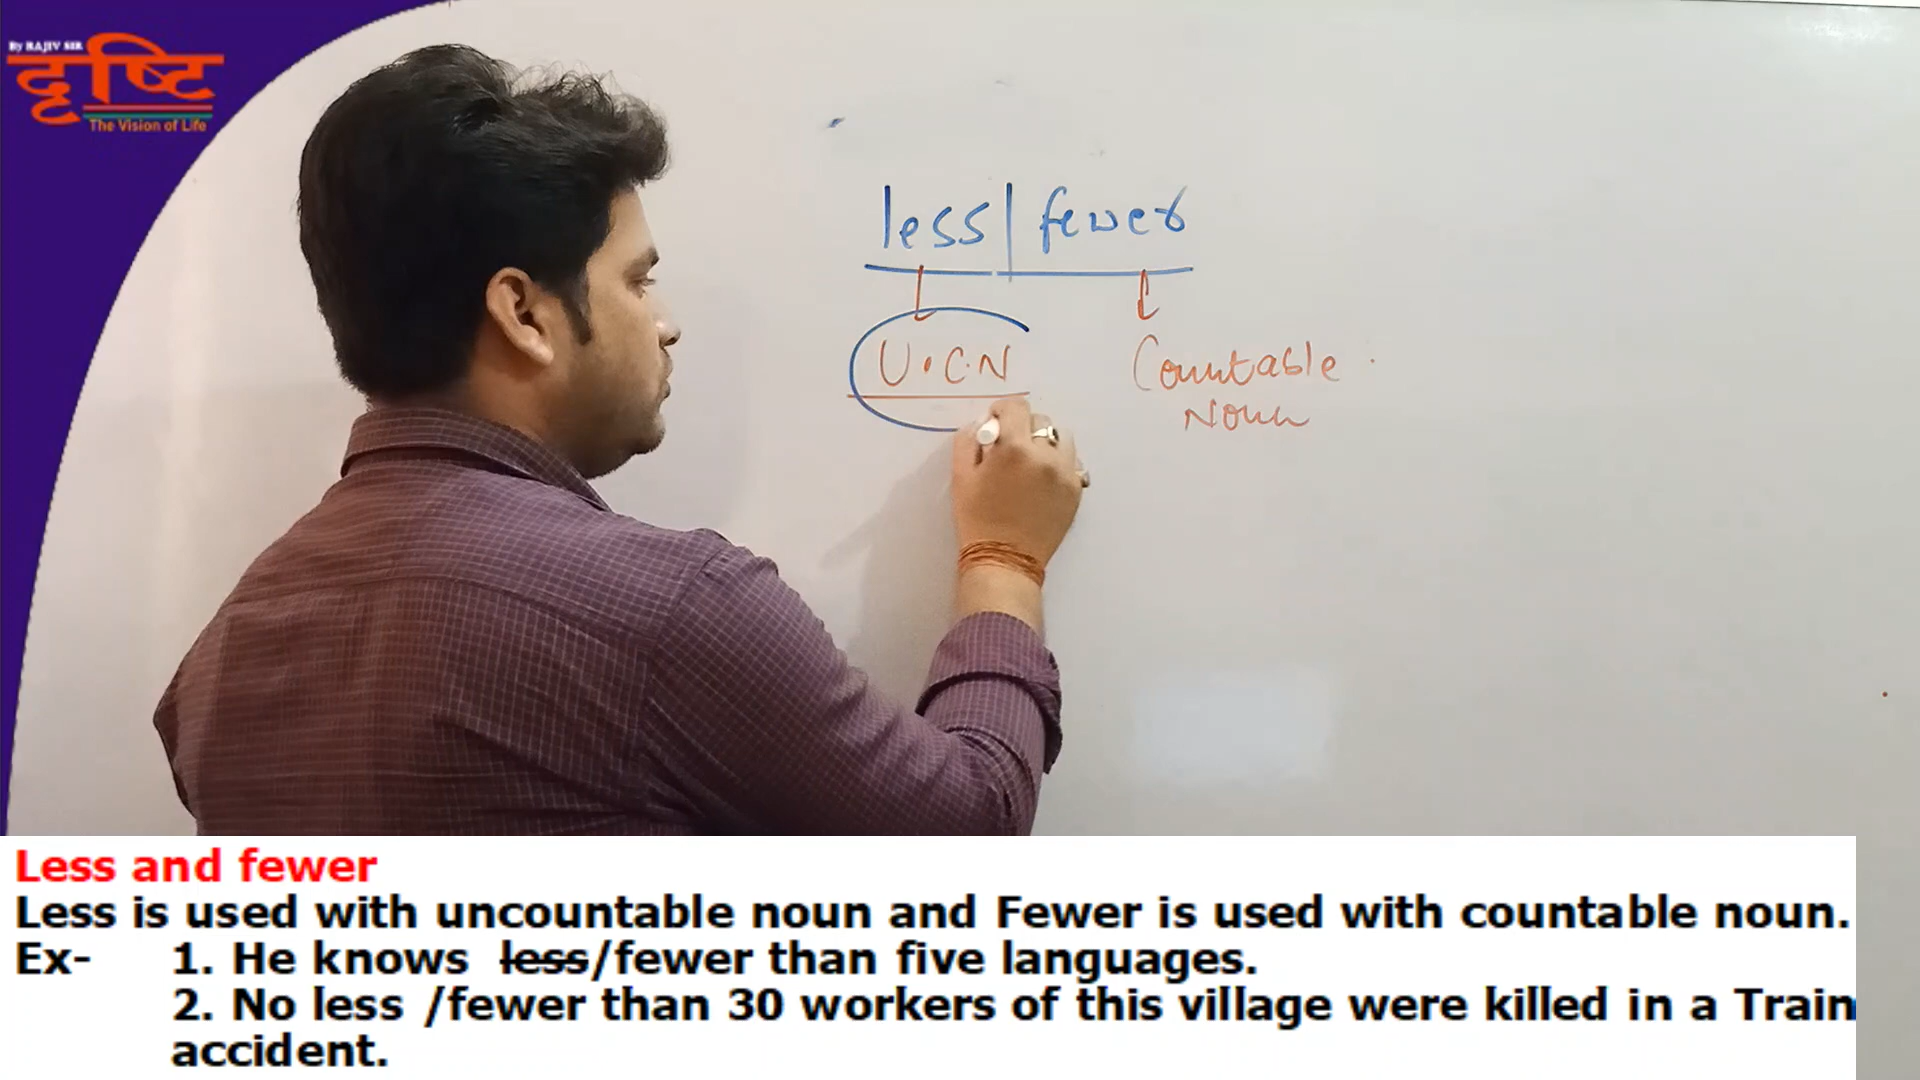 By RAJIV SIR
दृष्टि
The Vision of Life
less | fewer
U.C.N
Countable
Noun
Less and fewer
Less is used with uncountable noun and Fewer is used with countable noun.
Ex- 1. He knows less/fewer than five languages.
2. No less /fewer than 30 workers of this village were killed in a Train
accident.